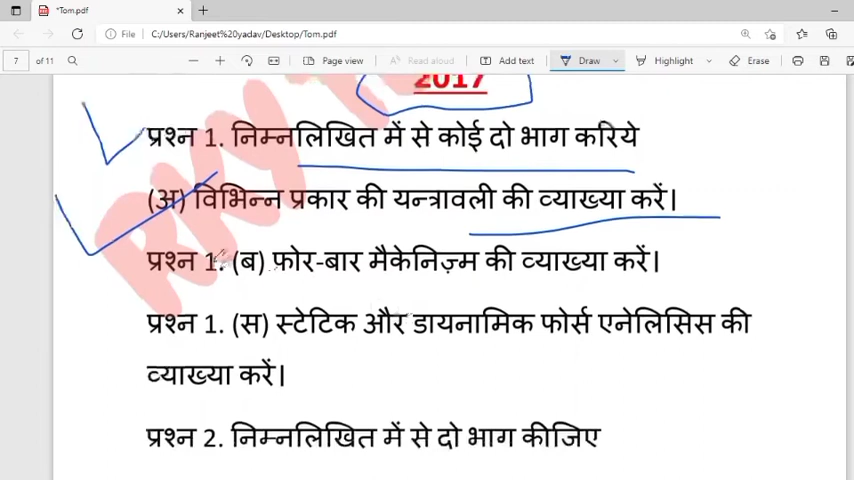 *Tom.pdf
File
C:/Users/Ranjeet%20yadav/Desktop/Tom.pdf
7 of 11
Page view
Read aloud
Add text
Draw
Highlight
Erase
2017
प्रश्न 1. निम्नलिखित में से कोई दो भाग करिये
(अ) विभिन्न प्रकार की यन्त्रावली की व्याख्या करें।
प्रश्न 1. (ब) फ़ोर-बार मैकेनिज़्म की व्याख्या करें।
प्रश्न 1. (स) स्टेटिक और डायनामिक फोर्स एनेलिसिस की
व्याख्या करें।
प्रश्न 2. निम्नलिखित में से दो भाग कीजिए